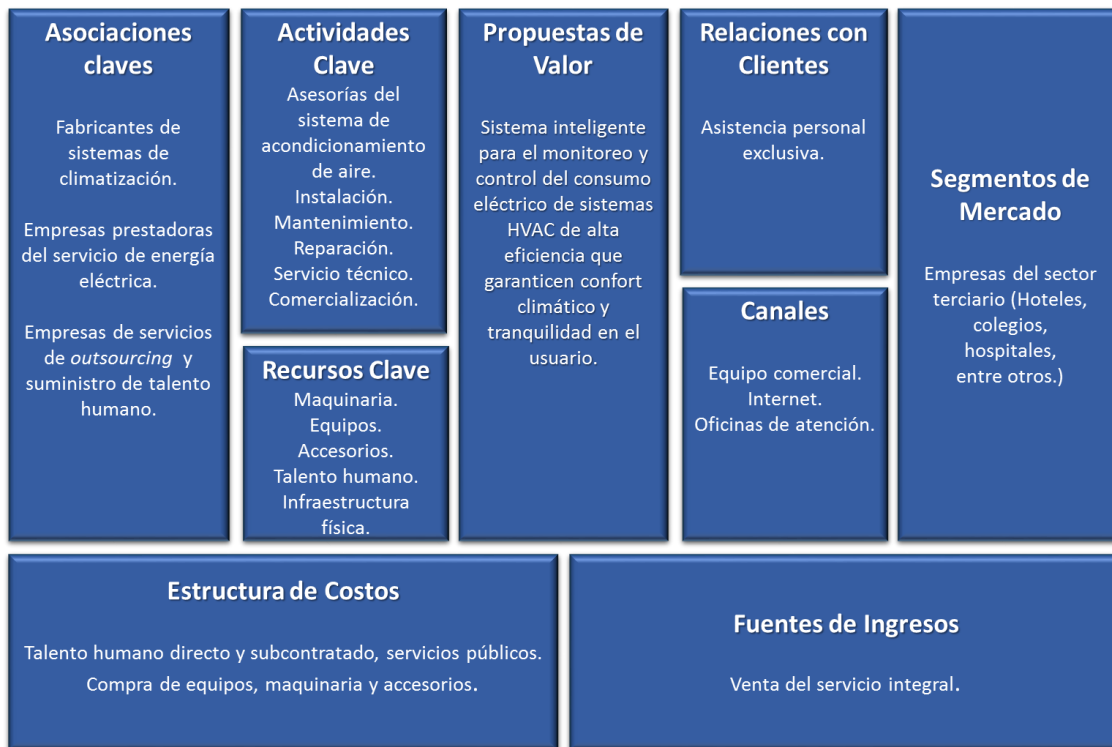 Asociaciones
claves
Fabricantes de
sistemas de
climatización.
Empresas prestadoras
del servicio de energía
eléctrica.
Empresas de servicios
de outsourcing y
suministro de talento
humano.
Actividades
Clave
Asesorías del
sistema de
acondicionamiento
de aire.
Instalación.
Mantenimiento.
Reparación.
Servicio técnico.
Comercialización.
Recursos Clave
Maquinaria.
Equipos.
Accesorios.
Talento humano.
Infraestructura
física.
Propuestas de
Valor
Sistema inteligente
para el monitoreo y
control del consumo
eléctrico de sistemas
HVAC de alta
eficiencia que
garanticen confort
climático y
tranquilidad en el
usuario.
Relaciones con
Clientes
Asistencia personal
exclusiva.
Canales
Equipo comercial.
Internet.
Oficinas de atención.
Segmentos de
Mercado
Empresas del sector
terciario (Hoteles,
colegios,
hospitales,
entre otros.)
Estructura de Costos
Talento humano directo y subcontratado, servicios públicos.
Compra de equipos, maquinaria y accesorios.
Fuentes de Ingresos
Venta del servicio integral.